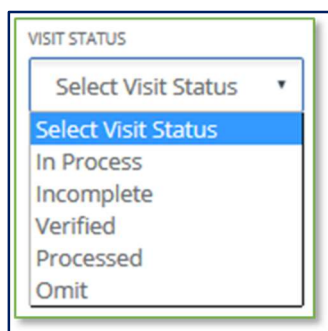 VISIT STATUS
Select Visit Status
Select Visit Status
In Process
Incomplete
Verified
Processed
Omit